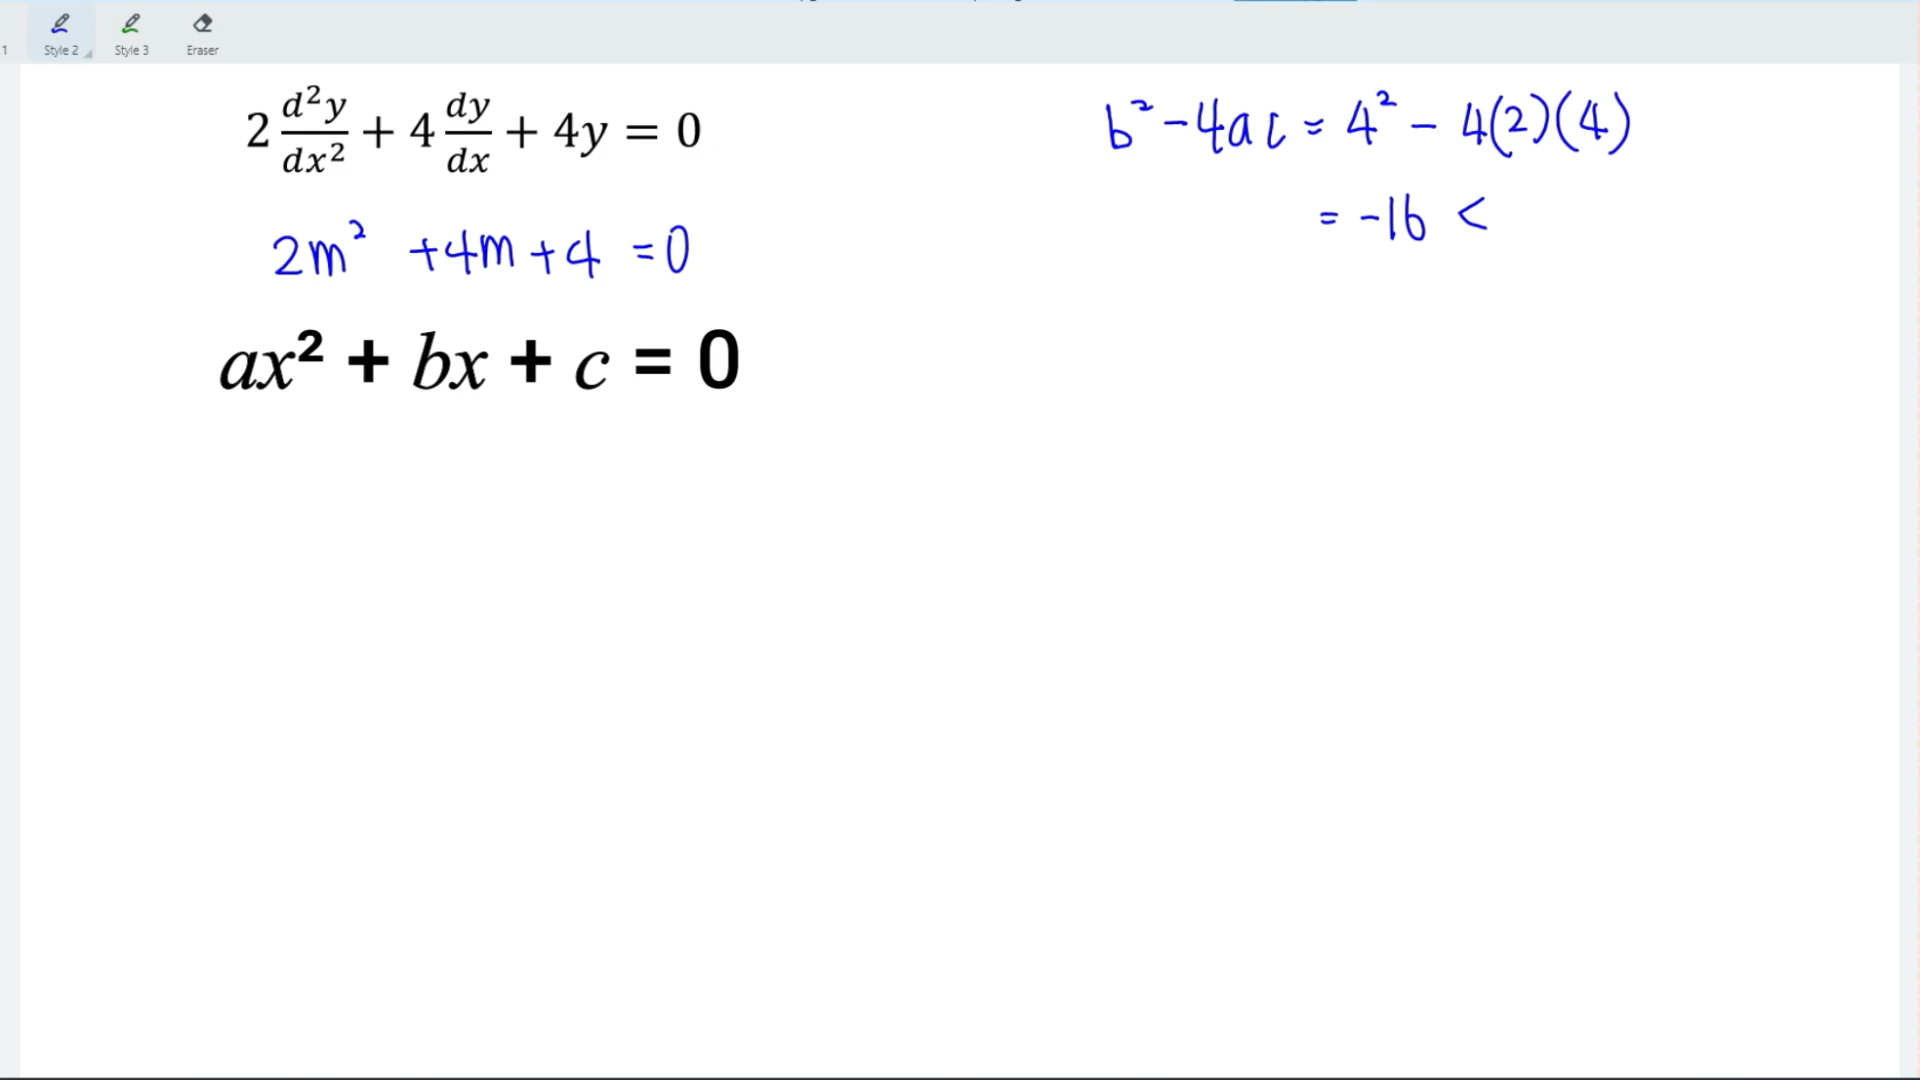 1
Style 2
Style 3
Eraser
2 d²y/dx² + 4 dy/dx + 4y = 0
2m² +4m+4 =0
ax² + bx + c = 0
b²-4ac = 4² - 4(2)(4)
= -16 <